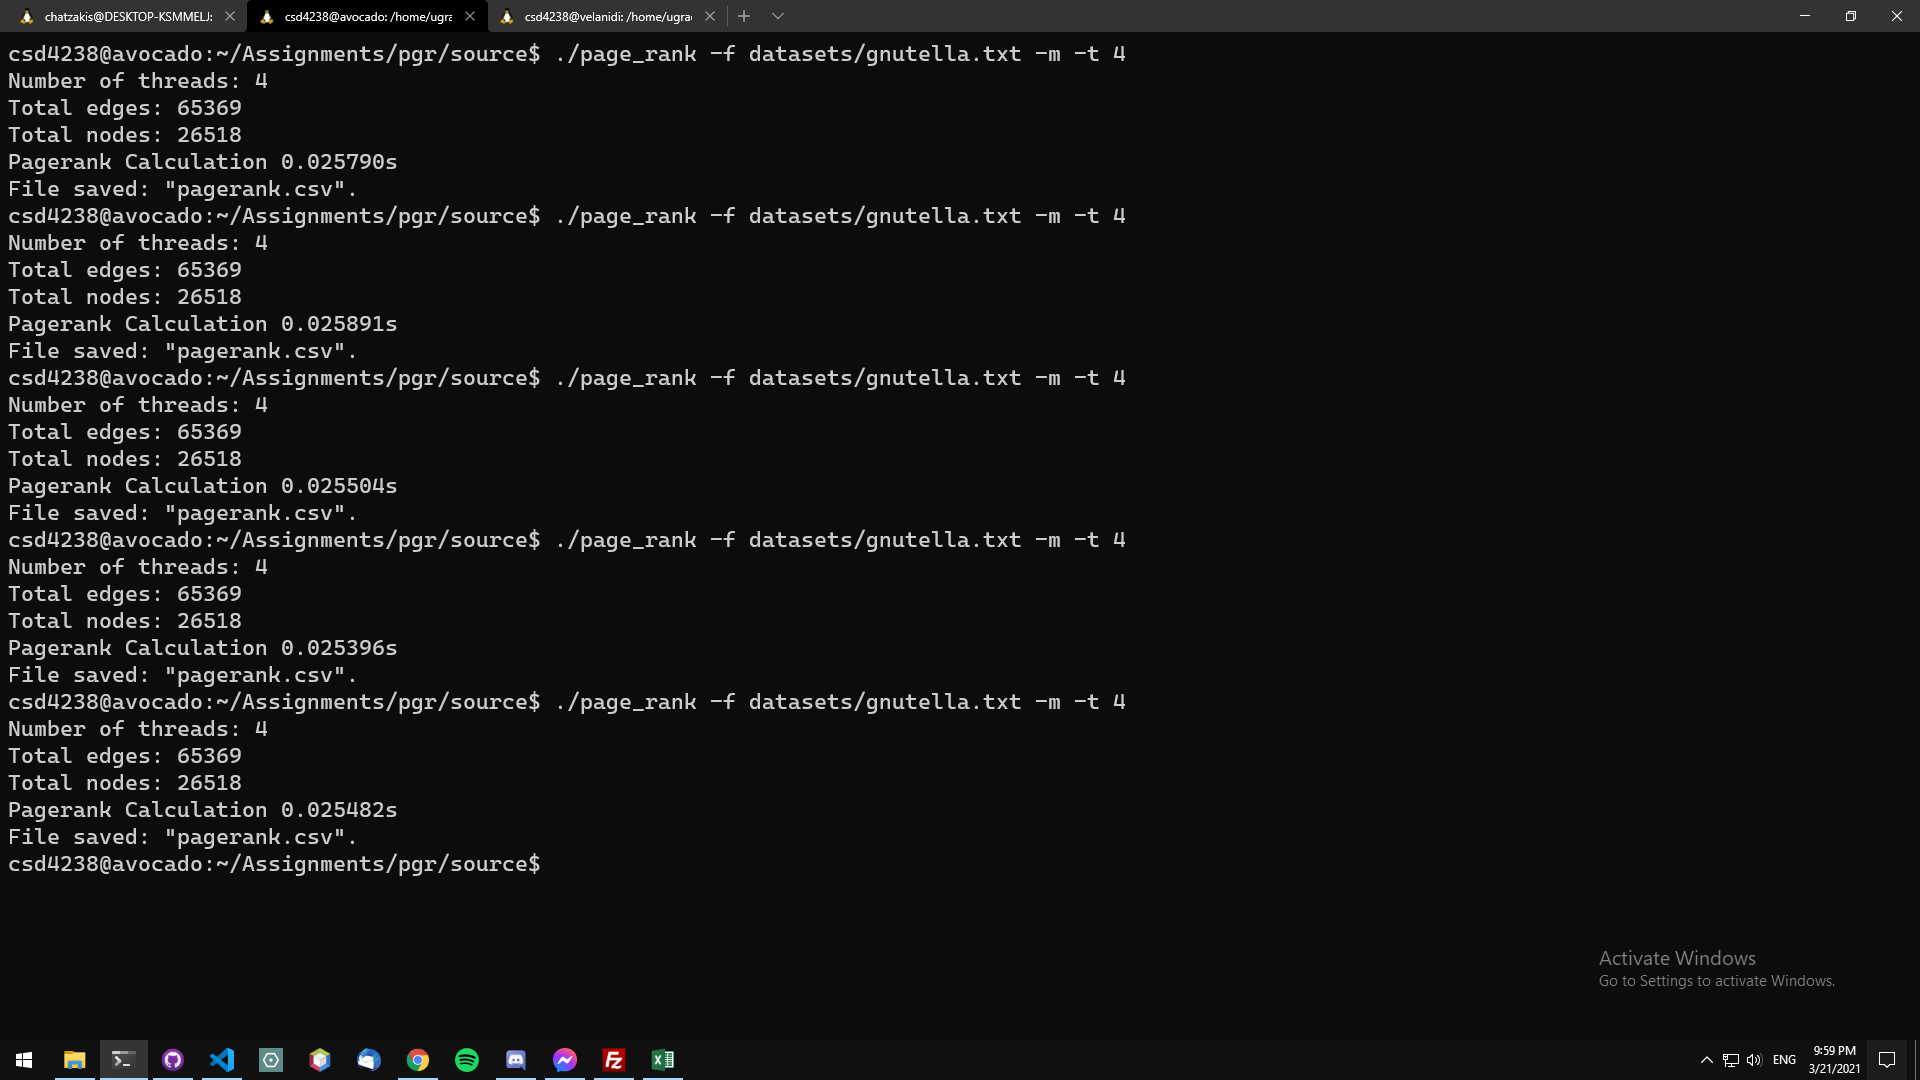 chatzakis@DESKTOP-KSMMELJ:
csd4238@avocado: /home/ugra
csd4238@velanidi: /home/ugra
csd4238@avocado:~/Assignments/pgr/source$ ./page_rank -f datasets/gnutella.txt -m -t 4
Number of threads: 4
Total edges: 65369
Total nodes: 26518
Pagerank Calculation 0.025790s
File saved: "pagerank.csv".
csd4238@avocado:~/Assignments/pgr/source$ ./page_rank -f datasets/gnutella.txt -m -t 4
Number of threads: 4
Total edges: 65369
Total nodes: 26518
Pagerank Calculation 0.025891s
File saved: "pagerank.csv".
csd4238@avocado:~/Assignments/pgr/source$ ./page_rank -f datasets/gnutella.txt -m -t 4
Number of threads: 4
Total edges: 65369
Total nodes: 26518
Pagerank Calculation 0.025504s
File saved: "pagerank.csv".
csd4238@avocado:~/Assignments/pgr/source$ ./page_rank -f datasets/gnutella.txt -m -t 4
Number of threads: 4
Total edges: 65369
Total nodes: 26518
Pagerank Calculation 0.025396s
File saved: "pagerank.csv".
csd4238@avocado:~/Assignments/pgr/source$ ./page_rank -f datasets/gnutella.txt -m -t 4
Number of threads: 4
Total edges: 65369
Total nodes: 26518
Pagerank Calculation 0.025482s
File saved: "pagerank.csv".
csd4238@avocado:~/Assignments/pgr/source$
Activate Windows
Go to Settings to activate Windows.
ENG
9:59 PM
3/21/2021